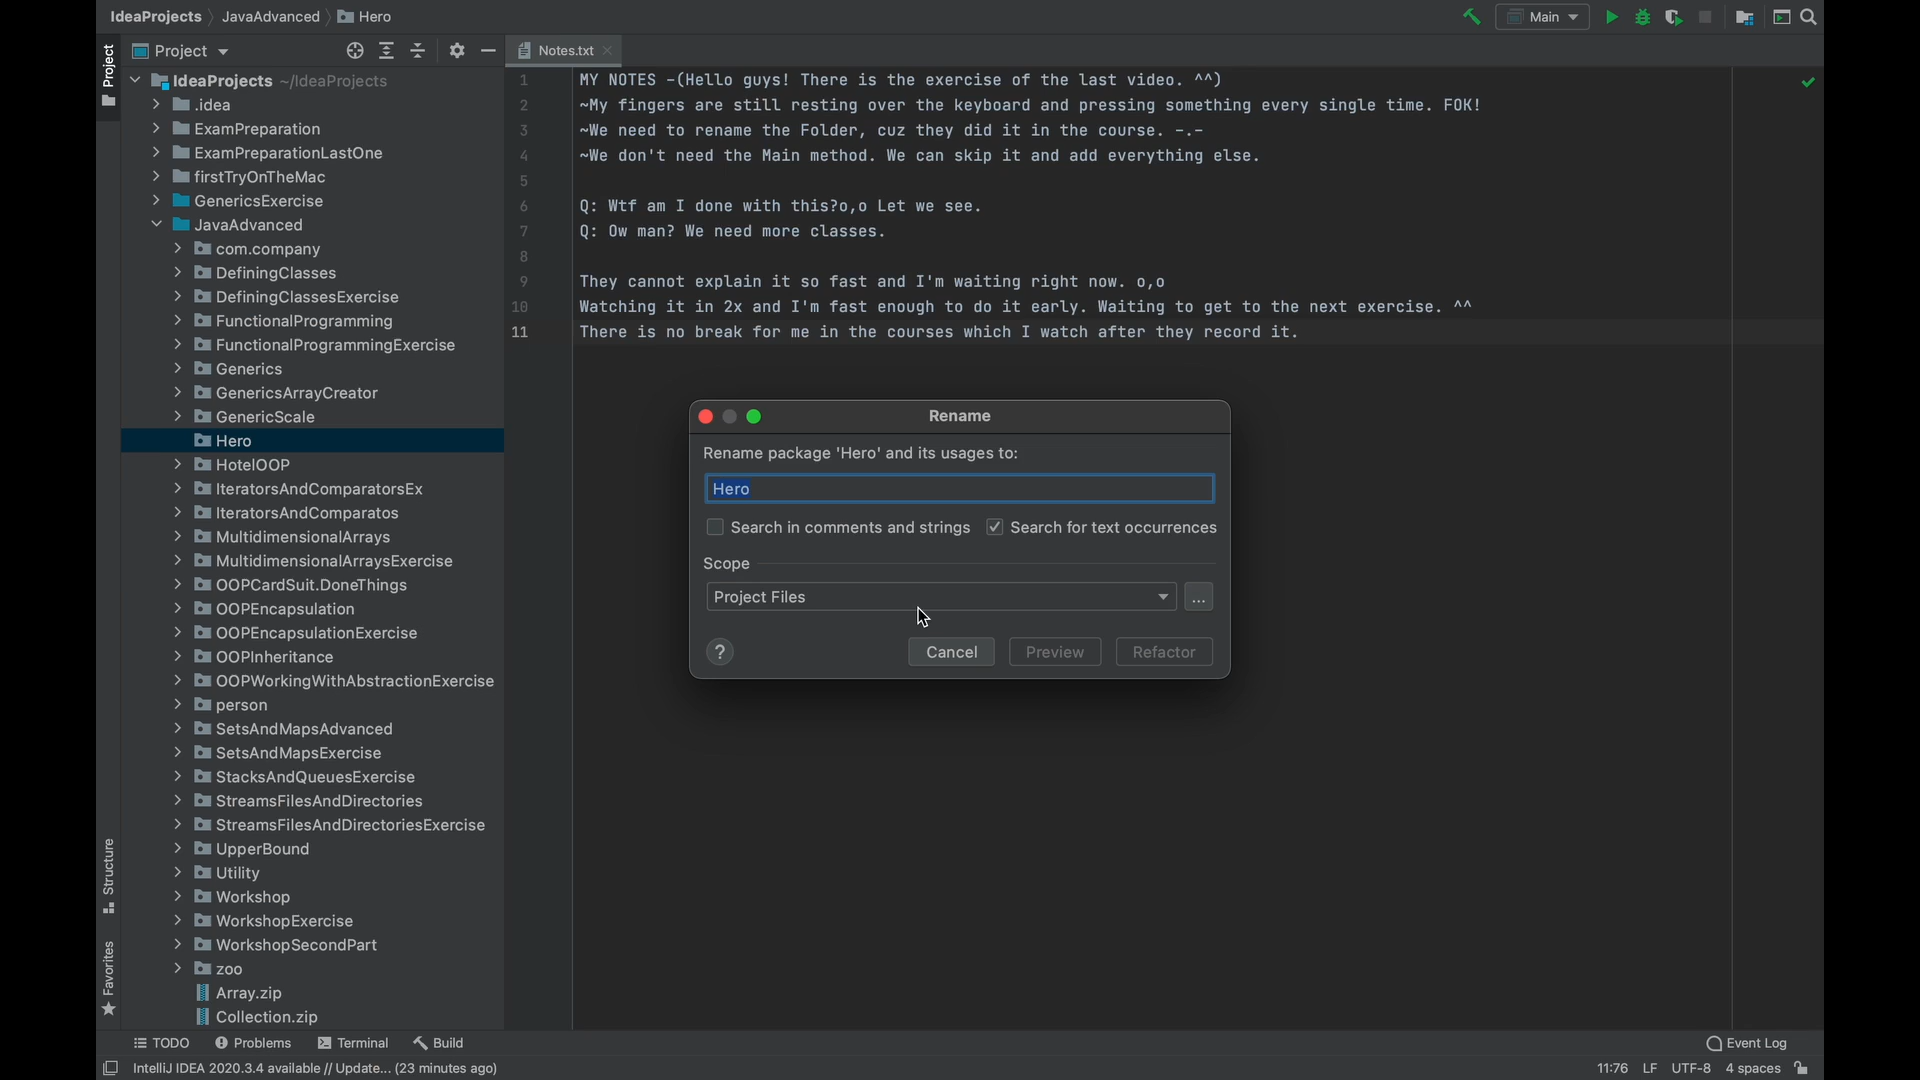 IdeaProjects JavaAdvanced Hero
Main
Project
Project
Notes.txt
IdeaProjects ~/IdeaProjects
.idea
ExamPreparation
ExamPreparationLastOne
firstTryOnTheMac
GenericsExercise
JavaAdvanced
com.company
DefiningClasses
DefiningClassesExercise
FunctionalProgramming
FunctionalProgrammingExercise
Generics
GenericsArrayCreator
GenericScale
Hero
HotelOOP
IteratorsAndComparatorsEx
IteratorsAndComparatos
MultidimensionalArrays
MultidimensionalArraysExercise
OOPCardSuit.DoneThings
OOPEncapsulation
OOPEncapsulationExercise
OOPInheritance
OOPWorkingWithAbstractionExercise
person
SetsAndMapsAdvanced
SetsAndMapsExercise
StacksAndQueuesExercise
StreamsFilesAndDirectories
StreamsFilesAndDirectoriesExercise
UpperBound
Utility
Workshop
WorkshopExercise
WorkshopSecondPart
zoo
Array.zip
Collection.zip
Structure
Favorites
1 MY NOTES -(Hello guys! There is the exercise of the last video. ^^)
2 ~My fingers are still resting over the keyboard and pressing something every single time. FOK!
3 ~We need to rename the Folder, cuz they did it in the course. -.-
4 ~We don't need the Main method. We can skip it and add everything else.
5
6 Q: Wtf am I done with this?o,o Let we see.
7 Q: Ow man? We need more classes.
8
9 They cannot explain it so fast and I'm waiting right now. o,o
10 Watching it in 2x and I'm fast enough to do it early. Waiting to get to the next exercise. ^^
11 There is no break for me in the courses which I watch after they record it.
Rename
Rename package 'Hero' and its usages to:
Hero
Search in comments and strings Search for text occurrences
Scope
Project Files ...
? Cancel Preview Refactor
TODO Problems Terminal Build Event Log
IntelliJ IDEA 2020.3.4 available // Update... (23 minutes ago) 11:76 LF UTF-8 4 spaces